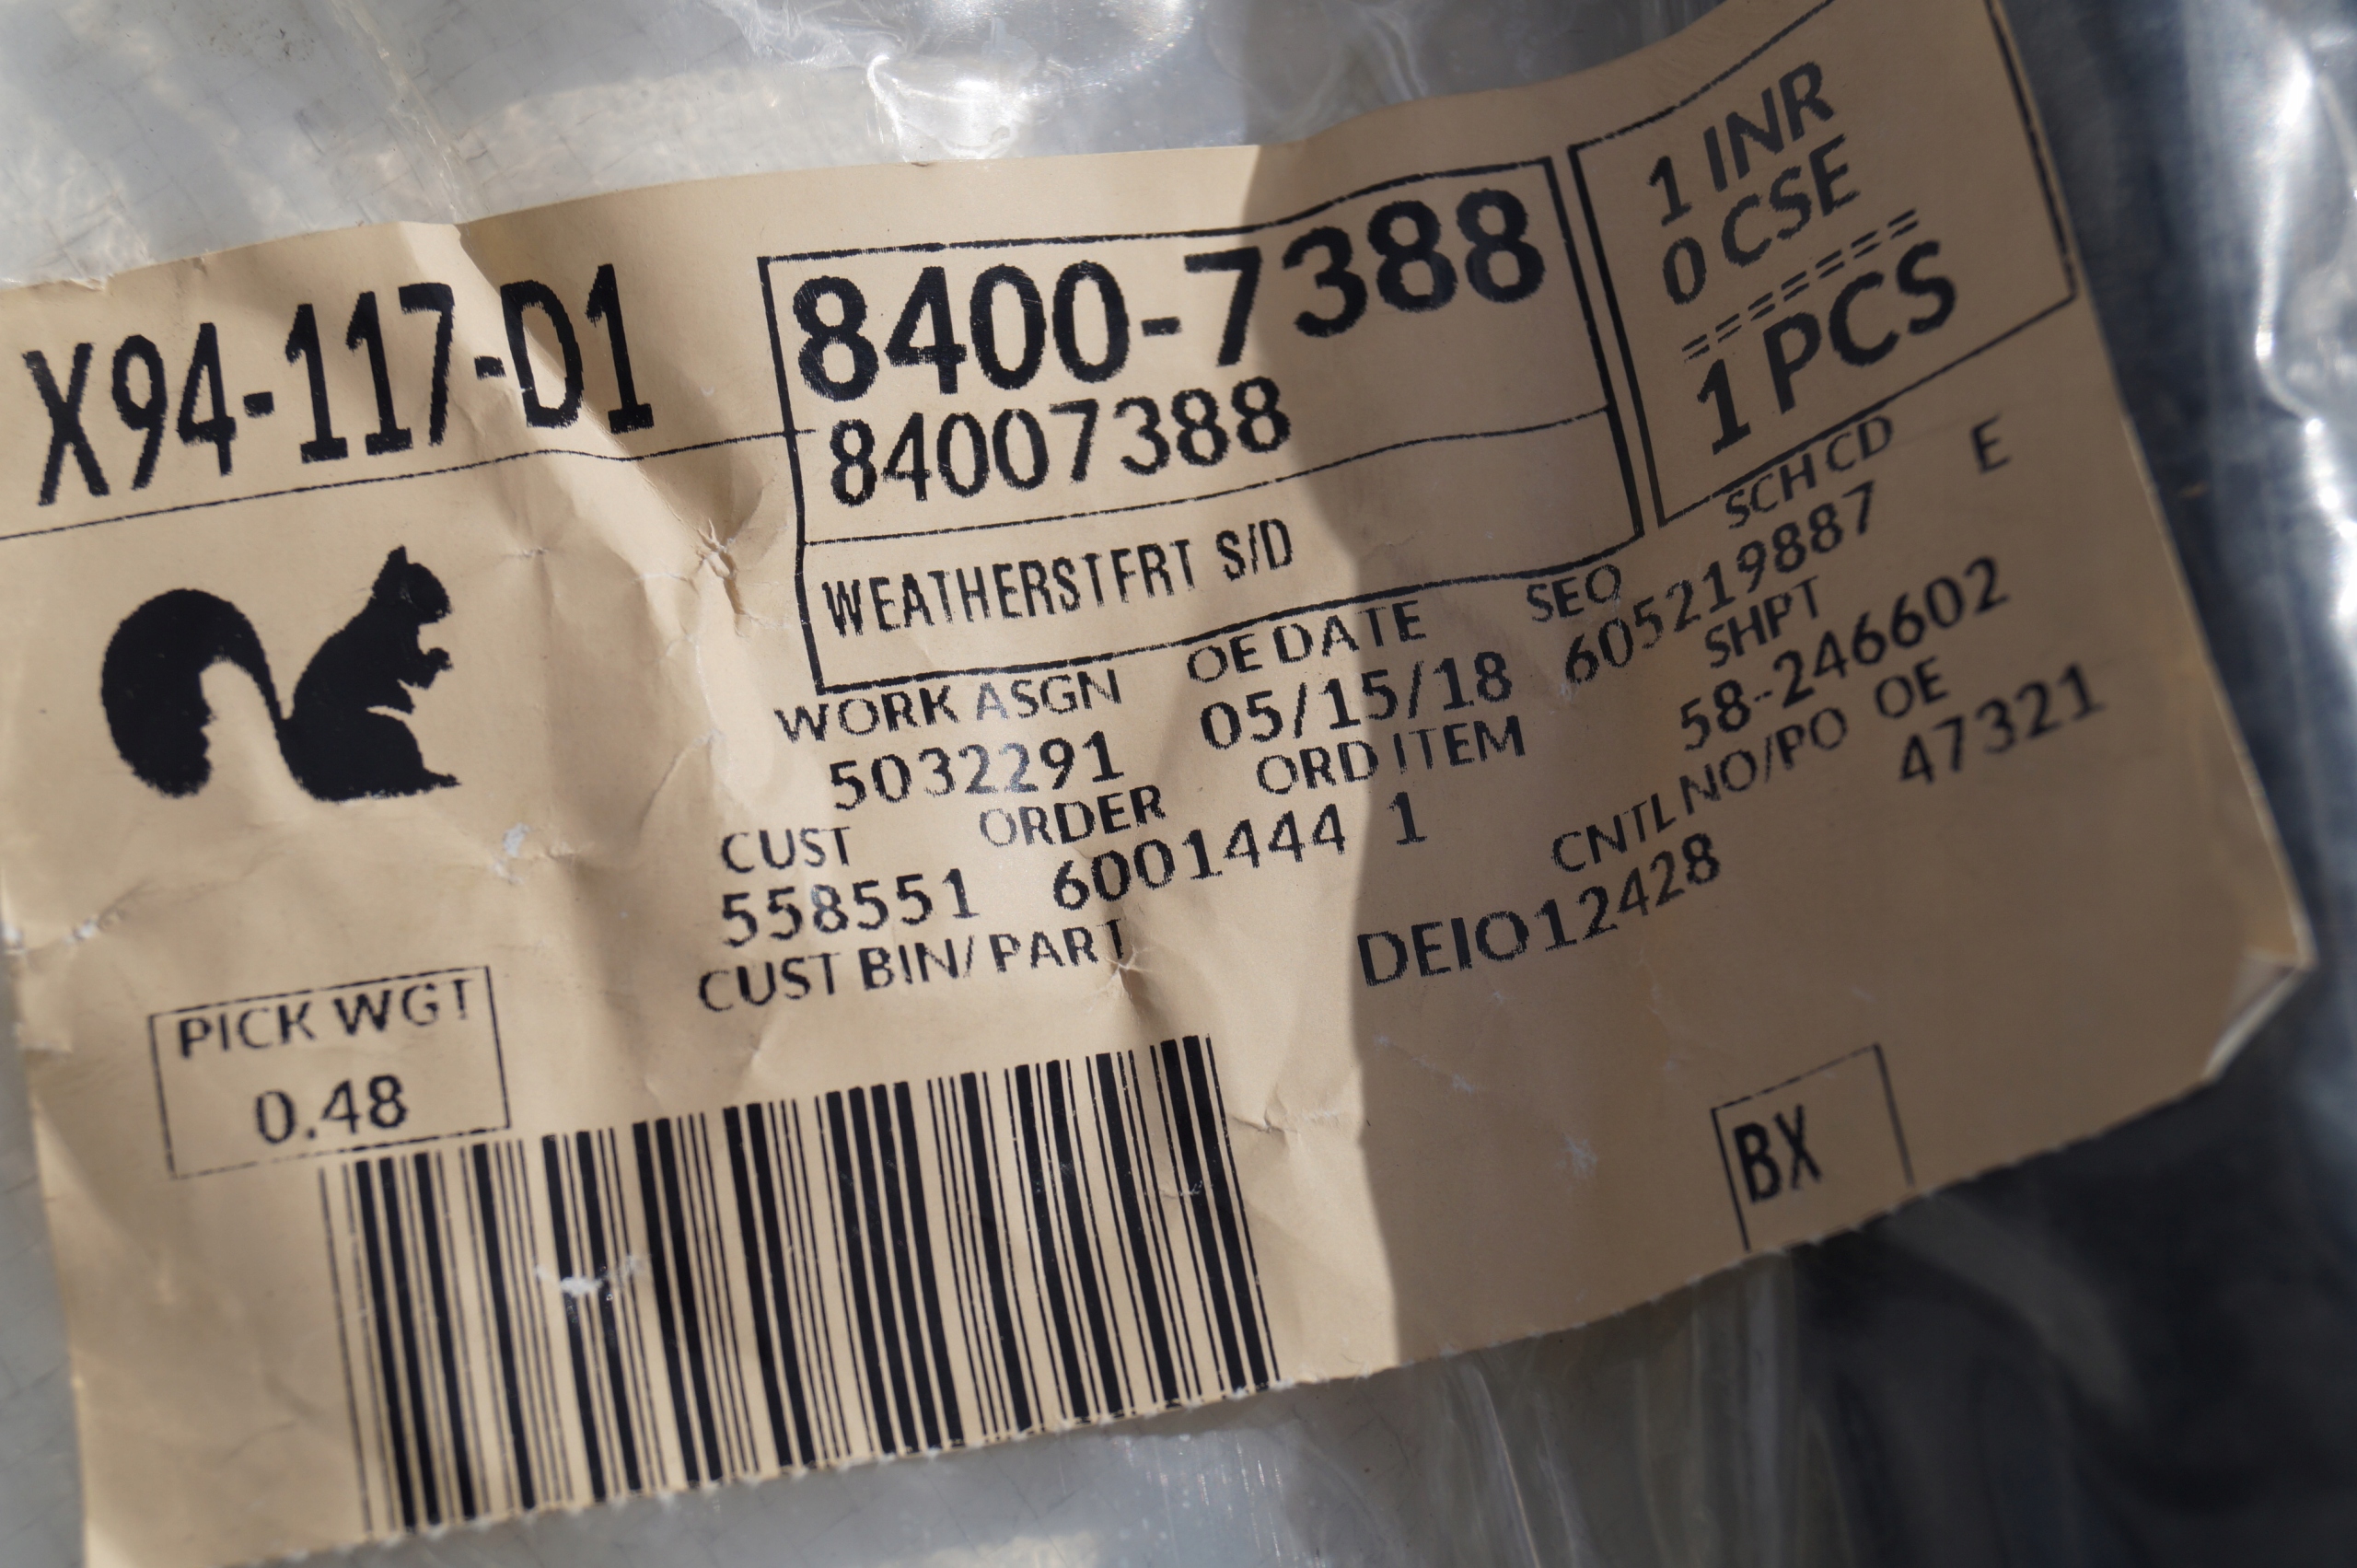 X94-117-D1
8400-7388
84007388
WEATHERSTFRT S/D
1 INR
0 CSE
======
1 PCS
WORK ASGN OE DATE SEQ SCH CD E
5032291 05/15/18 605219887
CUST ORDER ORD ITEM SHPT
558551 6001444 1 58-246602
CUST BIN/ PART CNTL NO/PO OE
DEIO12428 47321
PICK WGT
0.48
BX